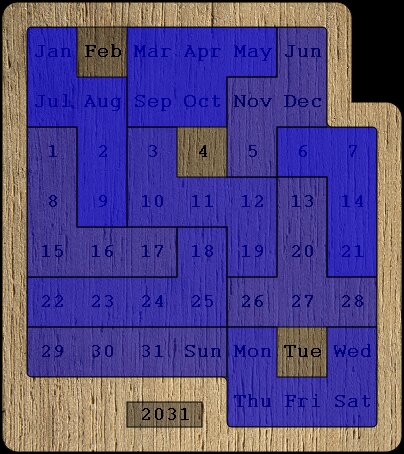 Jan Feb Mar Apr May Jun
Jul Aug Sep Oct Nov Dec
1 2 3 4 5 6 7
8 9 10 11 12 13 14
15 16 17 18 19 20 21
22 23 24 25 26 27 28
29 30 31 Sun Mon Tue Wed
Thu Fri Sat
2031